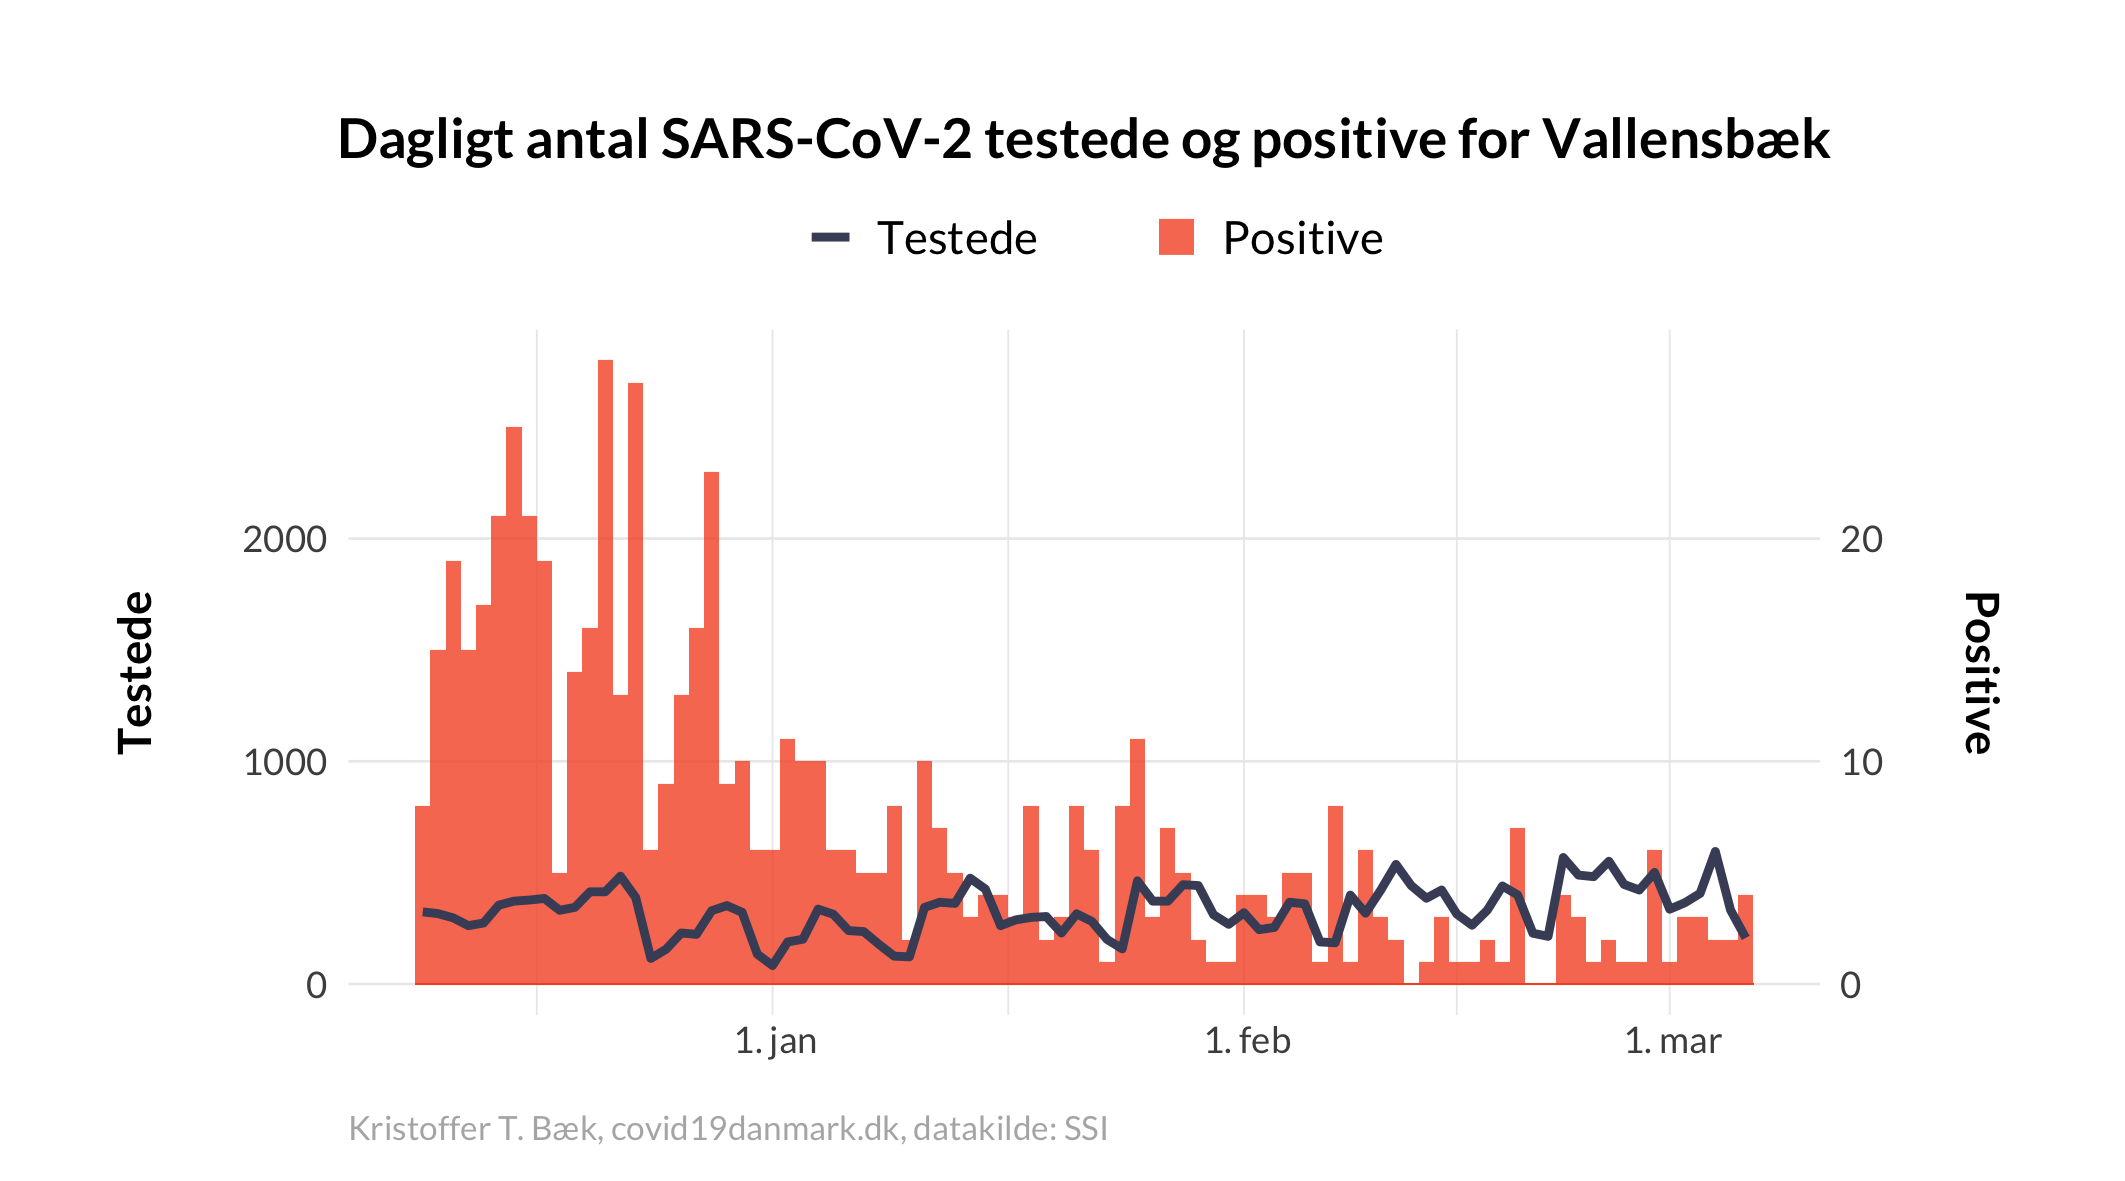 Dagligt antal SARS-CoV-2 testede og positive for Vallensbæk
Testede
Positive
2000
1000
0
Testede
20
10
0
Positive
1. jan
1. feb
1. mar
Kristoffer T. Bæk, covid19danmark.dk, datakilde: SSI